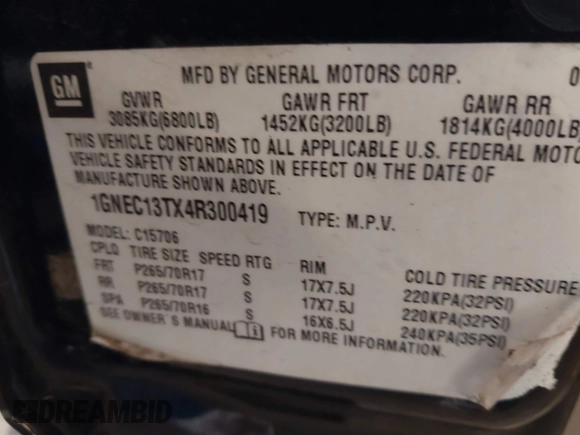 GM ®
MFD BY GENERAL MOTORS CORP. 0
GVWR GAWR FRT GAWR RR
3085KG(6800LB) 1452KG(3200LB) 1814KG(4000LB)
THIS VEHICLE CONFORMS TO ALL APPLICABLE U.S. FEDERAL MOTO
VEHICLE SAFETY STANDARDS IN EFFECT ON THE DATE OF
MANUFACTURE SHOWN ABOVE.
1GNEC13TX4R300419 TYPE: M.P.V.
MODEL: C15706
CPLQ TIRE SIZE SPEED RTG RIM COLD TIRE PRESSURE
FRT P265/70R17 S 17X7.5J 220KPA(32PSI)
RR P265/70R17 S 17X7.5J 220KPA(32PSI)
SPA P265/70R16 S 16X6.5J 240KPA(35PSI)
SEE OWNER'S MANUAL FOR MORE INFORMATION.
DREAMBID